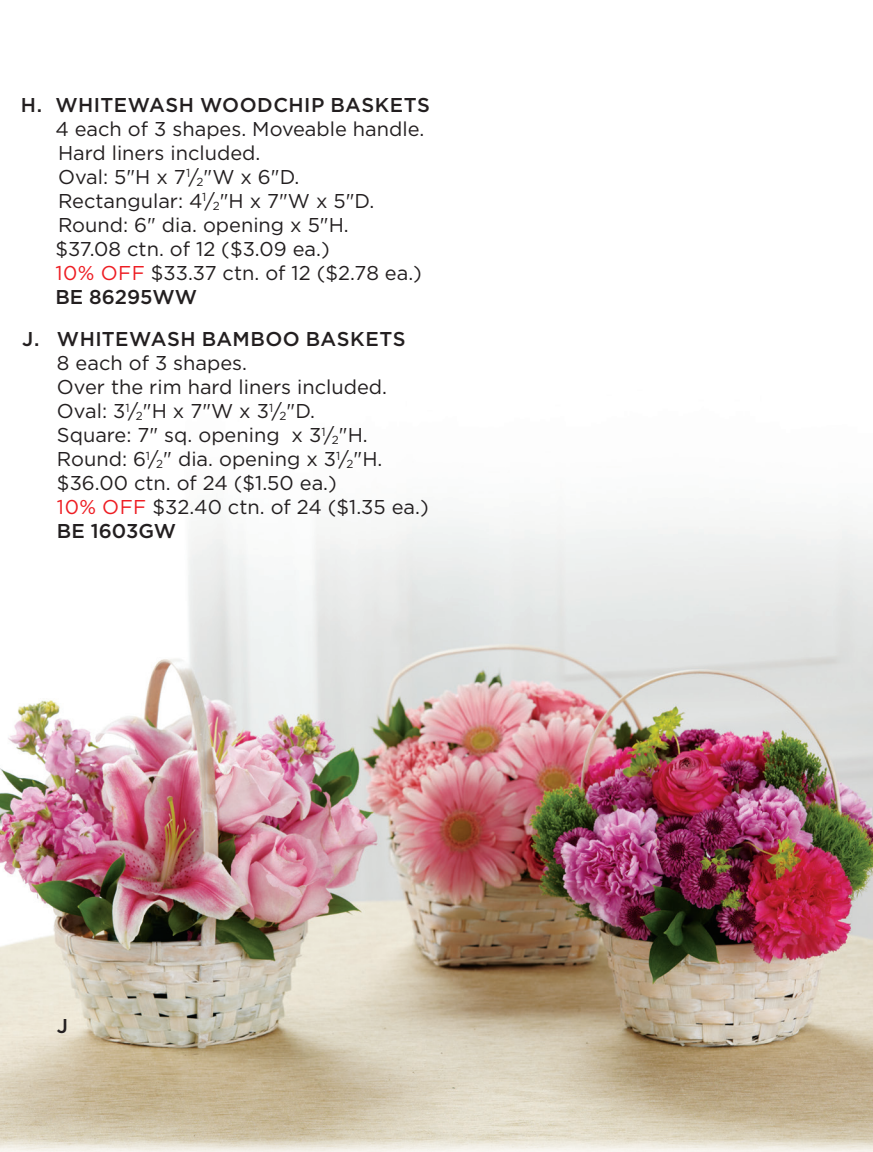 H. WHITEWASH WOODCHIP BASKETS
4 each of 3 shapes. Moveable handle.
Hard liners included.
Oval: 5"H x 7½"W x 6"D.
Rectangular: 4½"H x 7"W x 5"D.
Round: 6" dia. opening x 5"H.
$37.08 ctn. of 12 ($3.09 ea.)
10% OFF $33.37 ctn. of 12 ($2.78 ea.)
BE 86295WW
J. WHITEWASH BAMBOO BASKETS
8 each of 3 shapes.
Over the rim hard liners included.
Oval: 3½"H x 7"W x 3½"D.
Square: 7" sq. opening x 3½"H.
Round: 6½" dia. opening x 3½"H.
$36.00 ctn. of 24 ($1.50 ea.)
10% OFF $32.40 ctn. of 24 ($1.35 ea.)
BE 1603GW
J